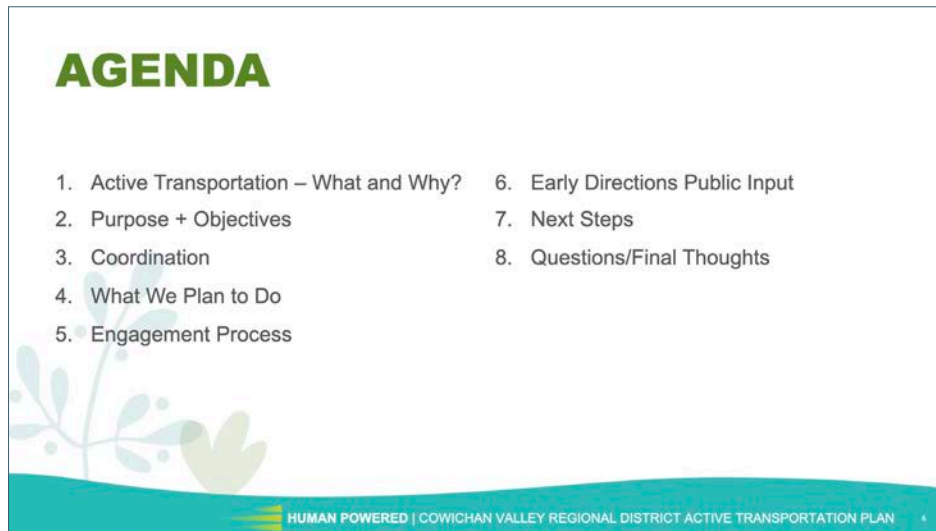 AGENDA
1. Active Transportation – What and Why?
2. Purpose + Objectives
3. Coordination
4. What We Plan to Do
5. Engagement Process
6. Early Directions Public Input
7. Next Steps
8. Questions/Final Thoughts
HUMAN POWERED | COWICHAN VALLEY REGIONAL DISTRICT ACTIVE TRANSPORTATION PLAN